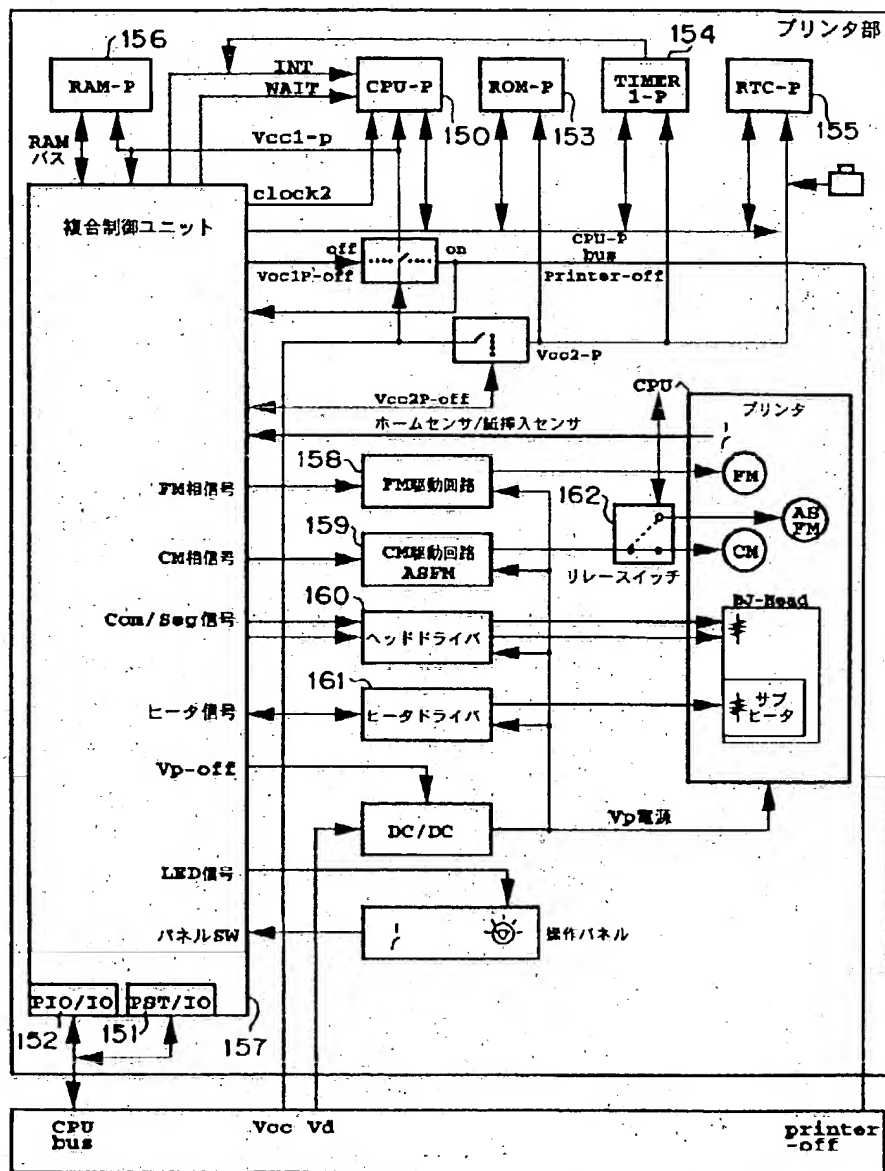 プリンタ部
156
154
RAM-P
INT
WAIT
CPU-P
150
ROM-P
153
TIMER
1-P
RTC-P
155
RAM
バス
Vcc1-p
clock2
複合制御ユニット
CPU-P
bus
off
on
Vcc1P-off
Printer-off
Vcc2-P
Vcc2P-off
CPUへ
プリンタ
ホームセンサ/紙挿入センサ
158
FM相信号
FM駆動回路
FM
162
AS
FM
159
CM相信号
CM駆動回路
ASFM
CM
リレースイッチ
160
BJ-Head
Com/Seg信号
ヘッドドライバ
161
ヒータ信号
ヒータドライバ
サブ
ヒータ
Vp-off
DC/DC
Vp電源
LED信号
パネルSW
操作パネル
PIO/IO
PST/IO
152
151
157
CPU
bus
Vcc
Vd
printer
-off